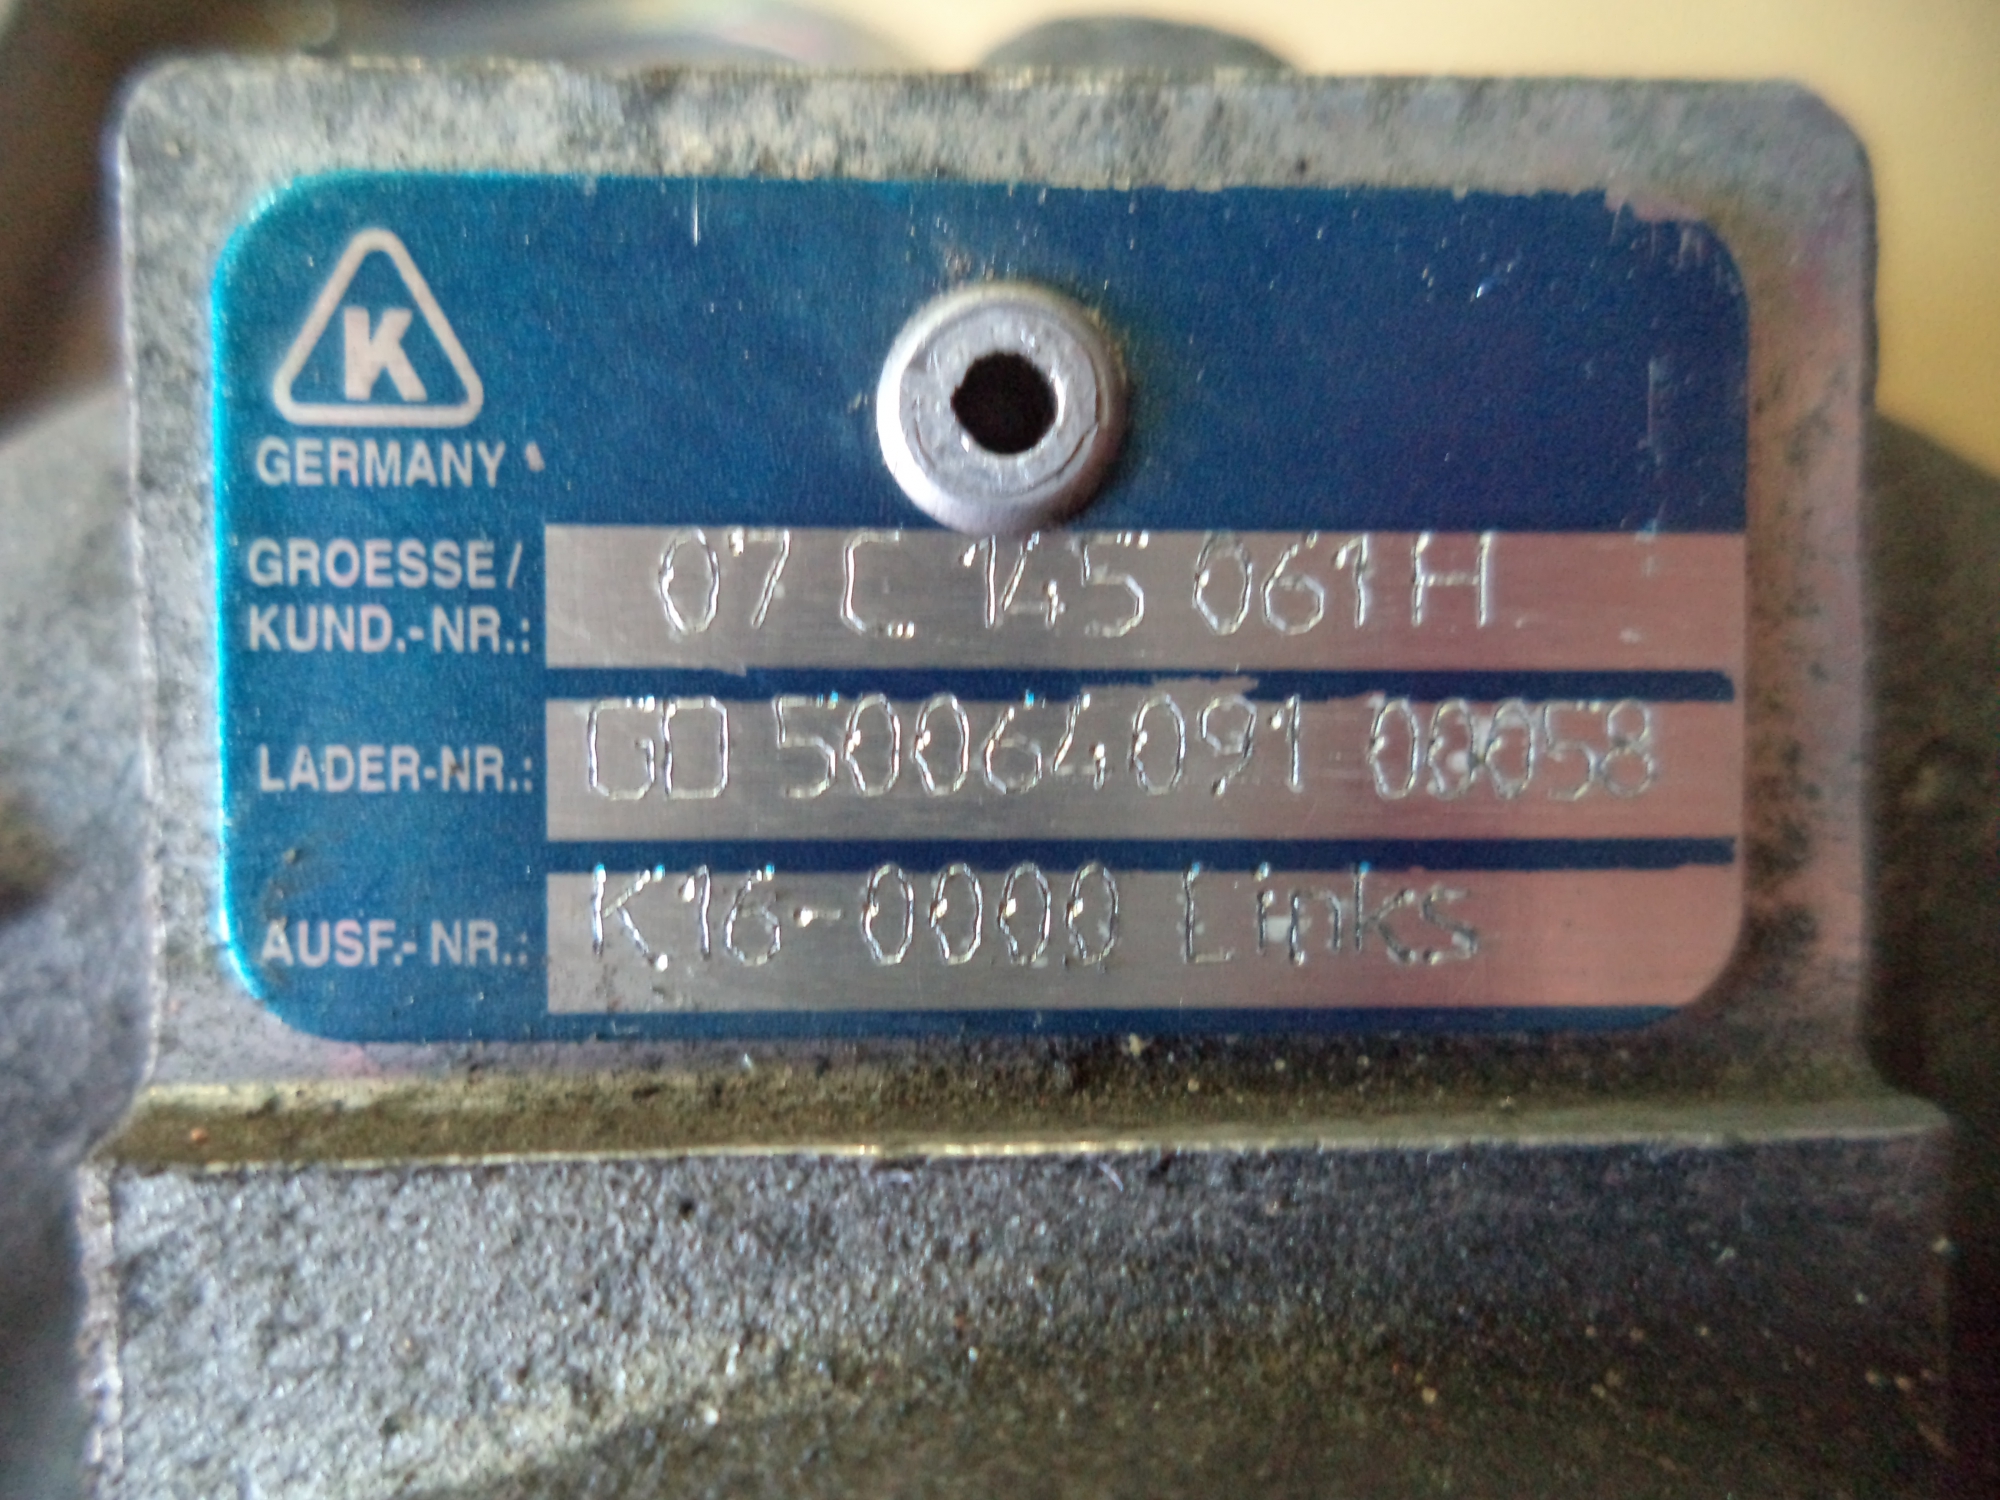 K
GERMANY
GROESSE/
KUND.-NR.: 07 C 145 061 H
LADER-NR.: GD 50064091 00058
AUSF.-NR.: K16-0000 Links